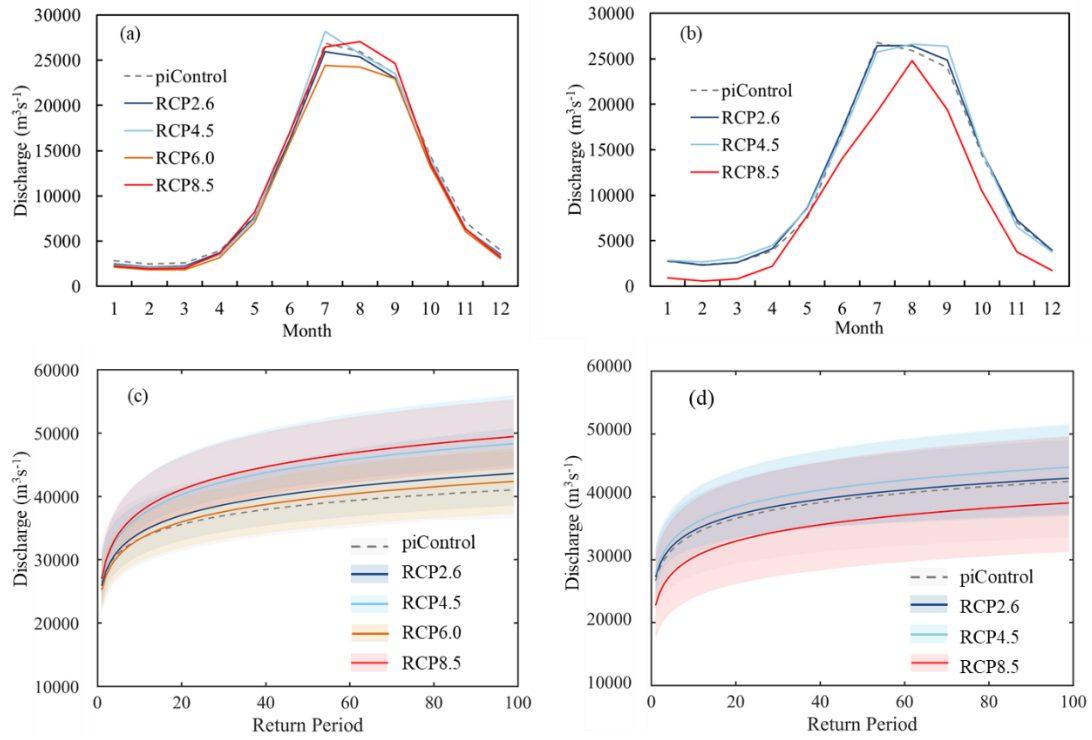 (a)
Discharge (m³s⁻¹)
30000
25000
20000
15000
10000
5000
0
piControl
RCP2.6
RCP4.5
RCP6.0
RCP8.5
1 2 3 4 5 6 7 8 9 10 11 12
Month
(b)
Discharge (m³s⁻¹)
30000
25000
20000
15000
10000
5000
0
piControl
RCP2.6
RCP4.5
RCP8.5
1 2 3 4 5 6 7 8 9 10 11 12
Month
(c)
Discharge (m³s⁻¹)
60000
50000
40000
30000
20000
10000
piControl
RCP2.6
RCP4.5
RCP6.0
RCP8.5
0 20 40 60 80 100
Return Period
(d)
Discharge (m³s⁻¹)
60000
50000
40000
30000
20000
10000
piControl
RCP2.6
RCP4.5
RCP8.5
0 20 40 60 80 100
Return Period